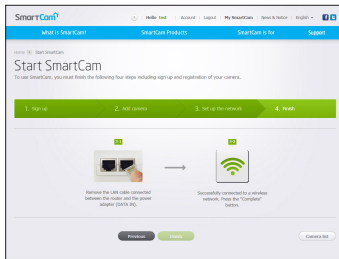 SmartCam
Hello test Account Logout My SmartCam News & Notice English
What is SmartCam? SmartCam Products SmartCam is for Support
Home Start SmartCam
Start SmartCam
To use SmartCam, you must finish the following four steps including sign up and registration of your camera.
1. Sign up 2. Add camera 3. Set up the network 4. Finish
Remove the LAN cable connected
between the router and the power
adapter (DATA IN).
Successfully connected to a wireless
network. Press the "Complete"
button.
Previous Camera list